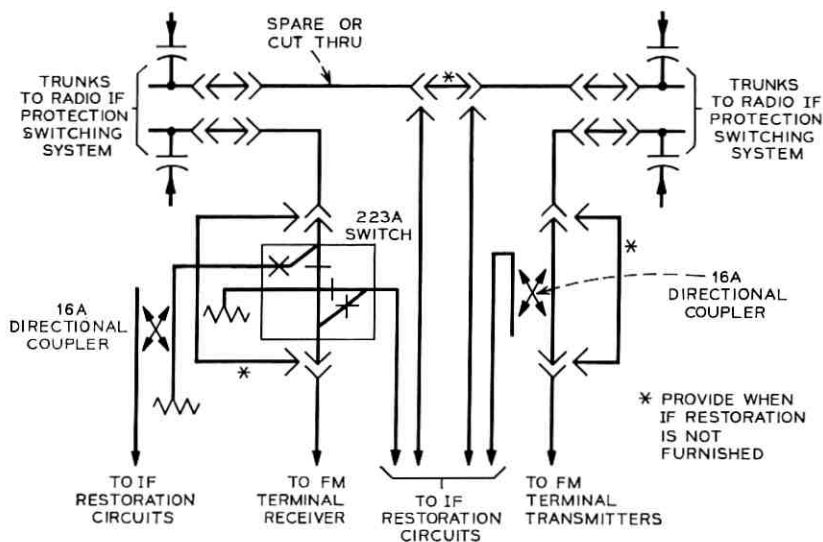 SPARE OR
CUT THRU
*
TRUNKS
TO RADIO IF
PROTECTION
SWITCHING
SYSTEM
TRUNKS
TO RADIO IF
PROTECTION
SWITCHING
SYSTEM
223A
SWITCH
*
16A
DIRECTIONAL
COUPLER
16A
DIRECTIONAL
COUPLER
*
* PROVIDE WHEN
IF RESTORATION
IS NOT
FURNISHED
TO IF
RESTORATION
CIRCUITS
TO FM
TERMINAL
RECEIVER
TO IF
RESTORATION
CIRCUITS
TO FM
TERMINAL
TRANSMITTERS